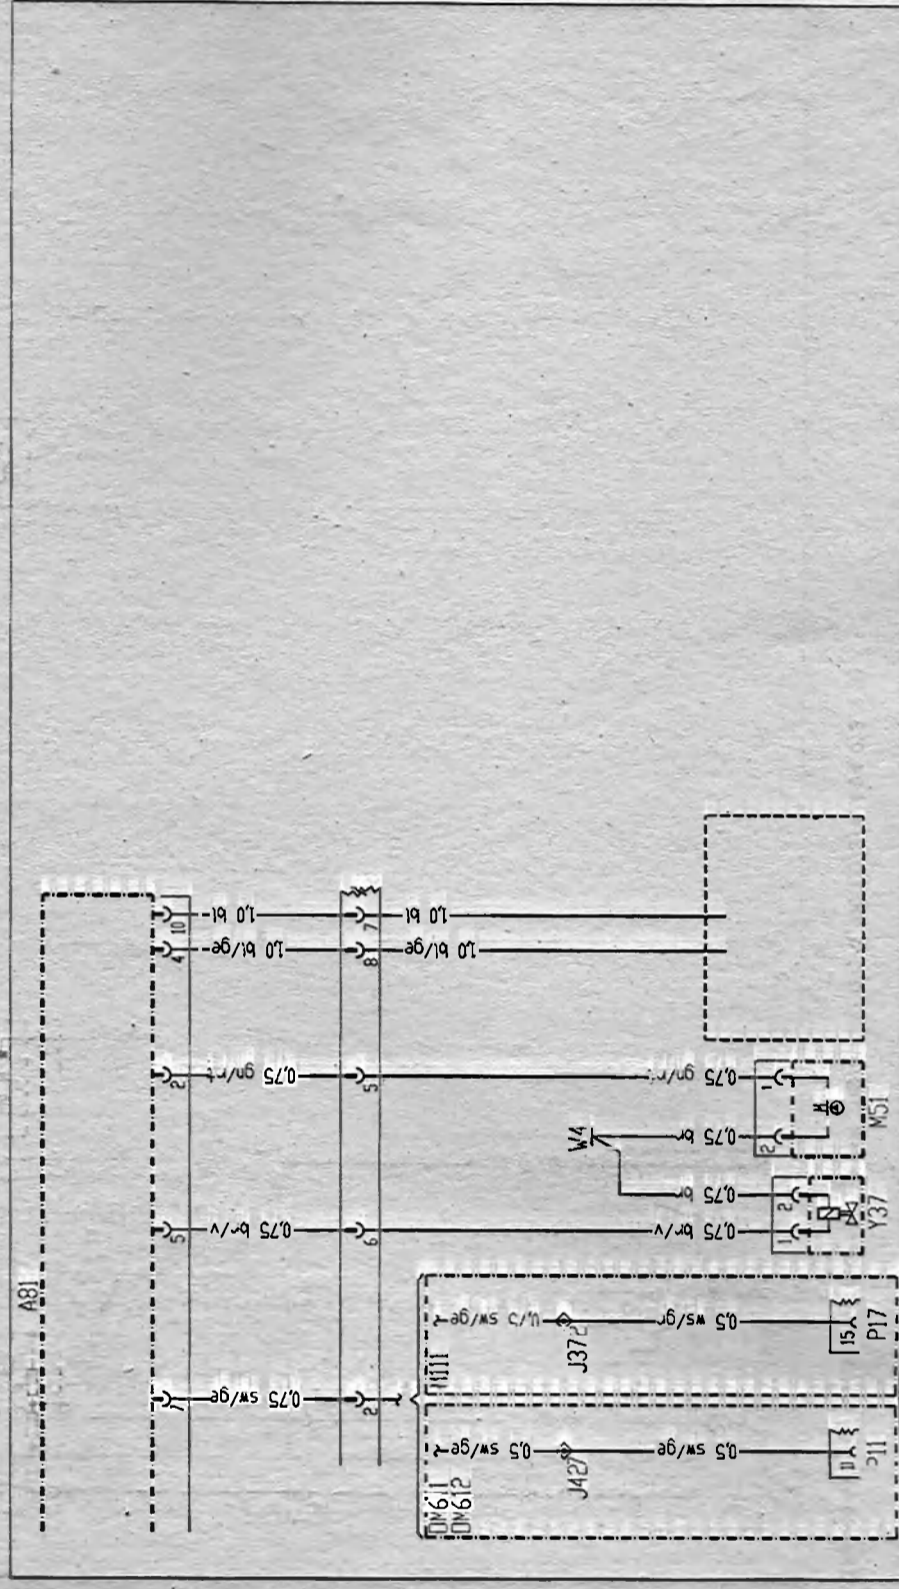 A81
10
1,0 bl
7
1,0 bl
4
1,0 bl/ge
8
1,0 bl/ge
2
0,75 gn/rt
5
0,75 gn/rt
1
W4
0,75 br
2
M51
0,75 br
2
5
0,75 br/v
6
0,75 br/v
1
Y37
0,75 sw/ge
2
M111
0,75 sw/ge
J372
0,5 ws/gr
15
P17
OM611
OM612
0,5 sw/ge
J427
0,5 sw/ge
11
P11